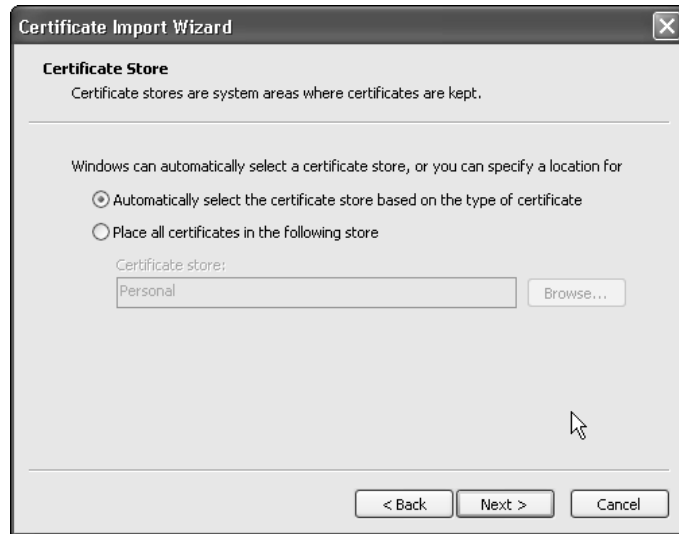 Certificate Import Wizard
Certificate Store
Certificate stores are system areas where certificates are kept.
Windows can automatically select a certificate store, or you can specify a location for
Automatically select the certificate store based on the type of certificate
Place all certificates in the following store
Certificate store:
Personal
Browse...
< Back
Next >
Cancel